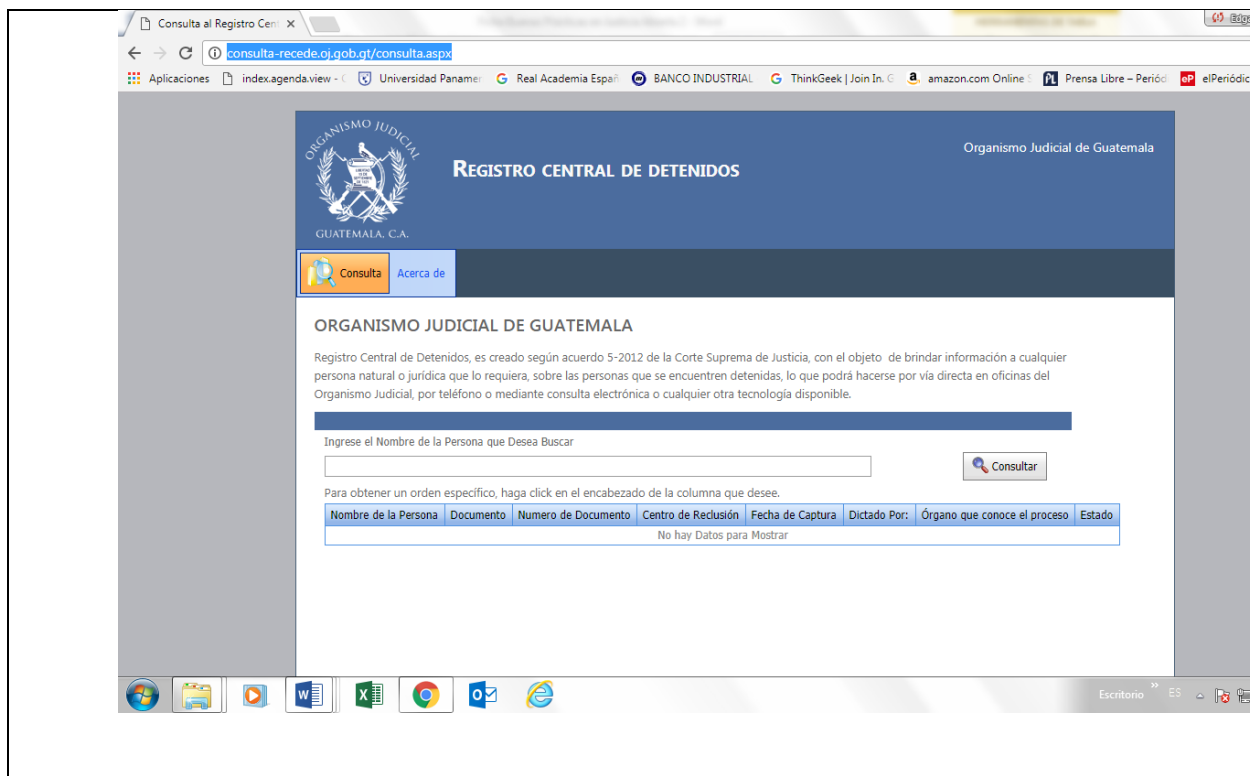 Consulta al Registro Cent
consulta-recede.oj.gob.gt/consulta.aspx
Aplicaciones index.agenda.view - Universidad Paname Real Academia Españ BANCO INDUSTRIAL ThinkGeek | Join In. G amazon.com Online S Prensa Libre – Periód elPeriódic
ORGANISMO JUDICIAL
GUATEMALA, C.A.
REGISTRO CENTRAL DE DETENIDOS
Organismo Judicial de Guatemala
Consulta Acerca de
ORGANISMO JUDICIAL DE GUATEMALA
Registro Central de Detenidos, es creado según acuerdo 5-2012 de la Corte Suprema de Justicia, con el objeto de brindar información a cualquier
persona natural o jurídica que lo requiera, sobre las personas que se encuentren detenidas, lo que podrá hacerse por vía directa en oficinas del
Organismo Judicial, por teléfono o mediante consulta electrónica o cualquier otra tecnología disponible.
Ingrese el Nombre de la Persona que Desea Buscar
Consultar
Para obtener un orden específico, haga click en el encabezado de la columna que desee.
Nombre de la Persona Documento Numero de Documento Centro de Reclusión Fecha de Captura Dictado Por: Órgano que conoce el proceso Estado
No hay Datos para Mostrar
Escritorio ES